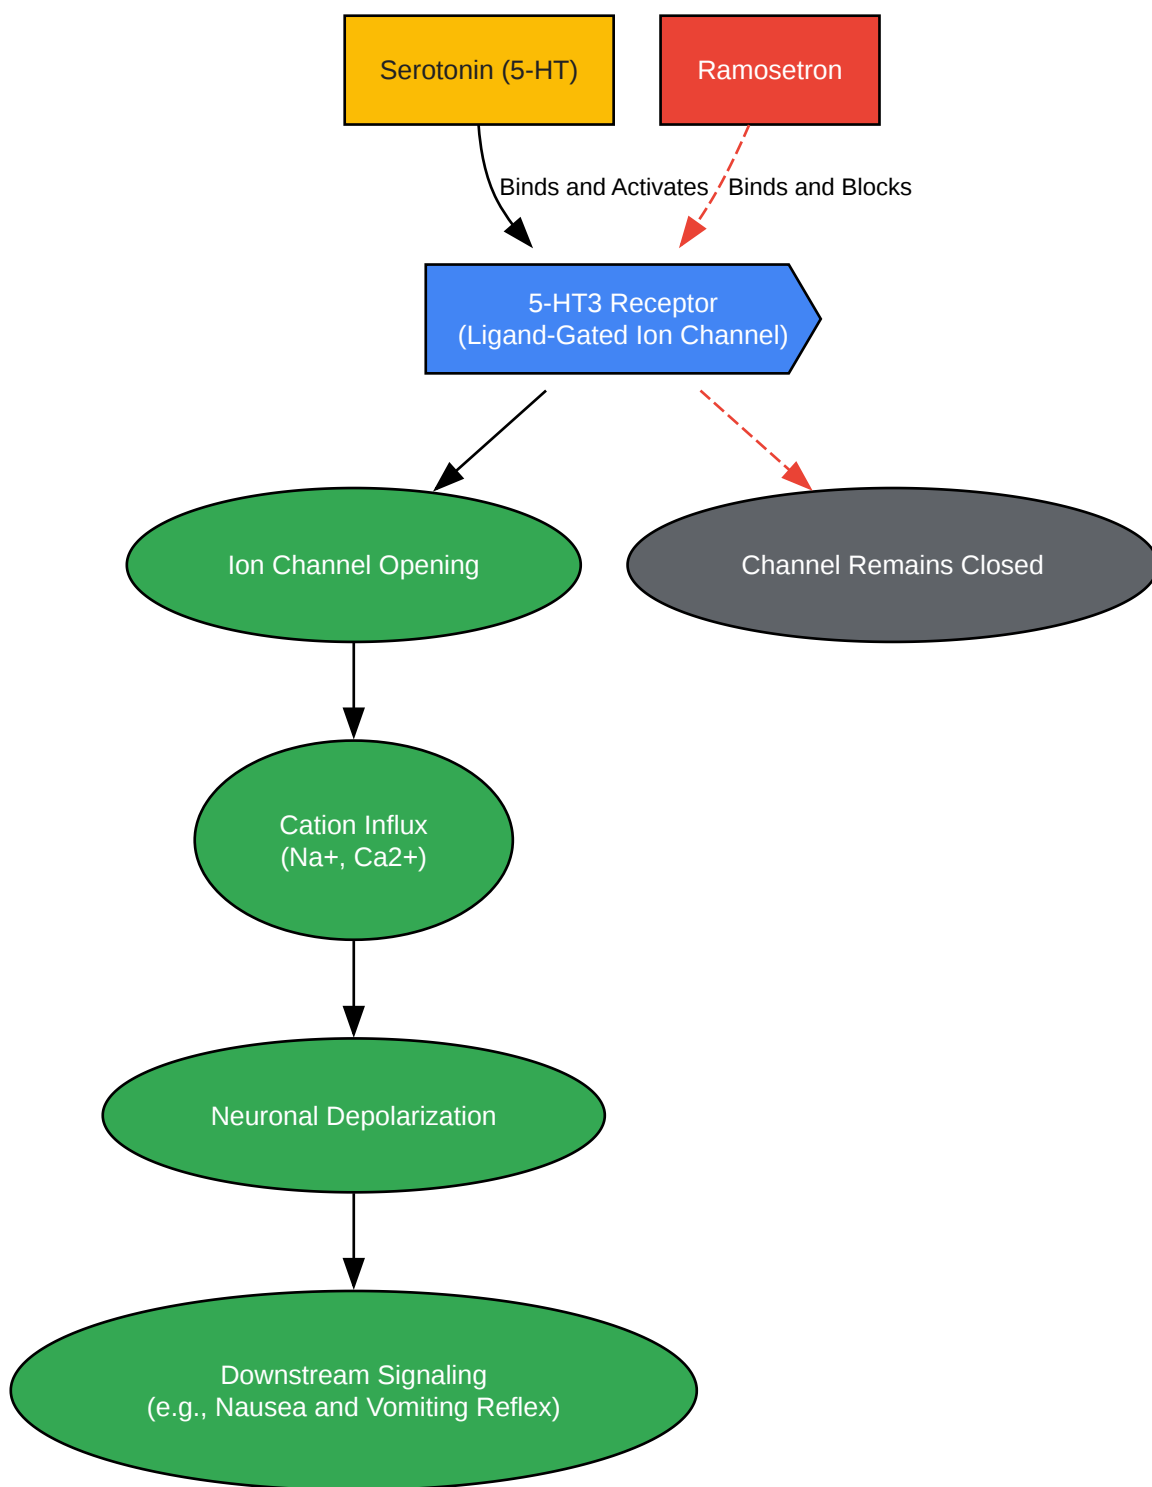 Serotonin (5-HT)
Ramosetron
Binds and Activates
Binds and Blocks
5-HT3 Receptor
(Ligand-Gated Ion Channel)
Ion Channel Opening
Channel Remains Closed
Cation Influx
(Na+, Ca2+)
Neuronal Depolarization
Downstream Signaling
(e.g., Nausea and Vomiting Reflex)